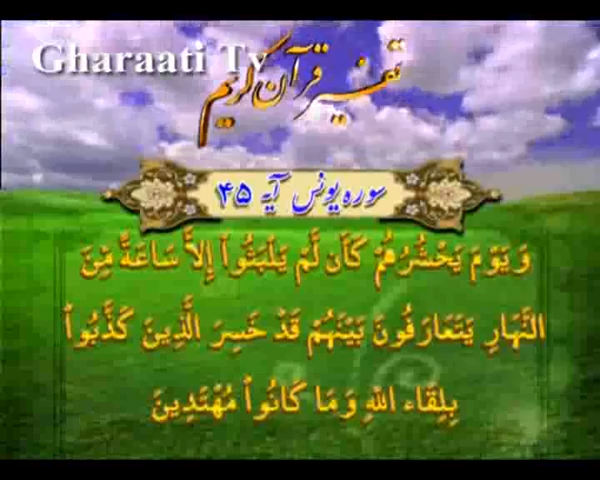 Gharaati Tv
تفسیر قرآن کریم
سوره یونس آیه ۴۵
وَيَوْمَ يَحْشُرُهُمْ كَأَن لَّمْ يَلْبَثُواْ إِلاَّ سَاعَةً مِّنَ
النَّهَارِ يَتَعَارَفُونَ بَيْنَهُمْ قَدْ خَسِرَ الَّذِينَ كَذَّبُواْ
بِلِقَاء اللّهِ وَمَا كَانُواْ مُهْتَدِينَ